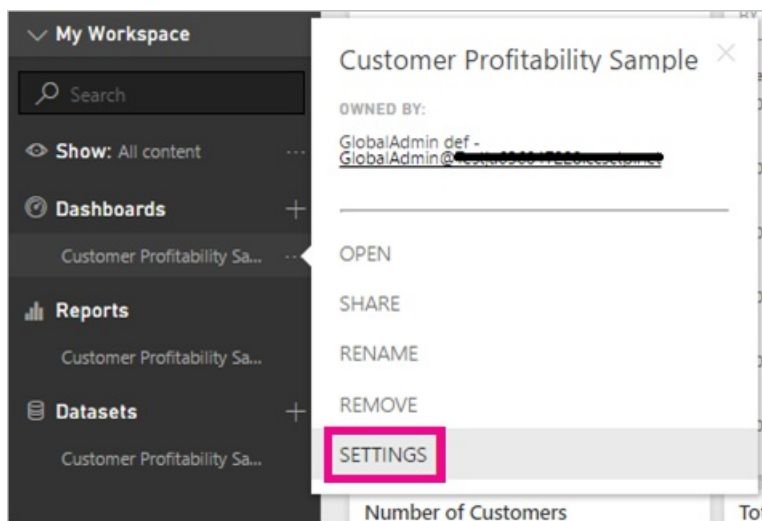 My Workspace
Search
Show: All content
Dashboards
Customer Profitability Sa...
Reports
Customer Profitability Sa...
Datasets
Customer Profitability Sa...
Customer Profitability Sample
OWNED BY:
GlobalAdmin def -
GlobalAdmin@
OPEN
SHARE
RENAME
REMOVE
SETTINGS
Number of Customers